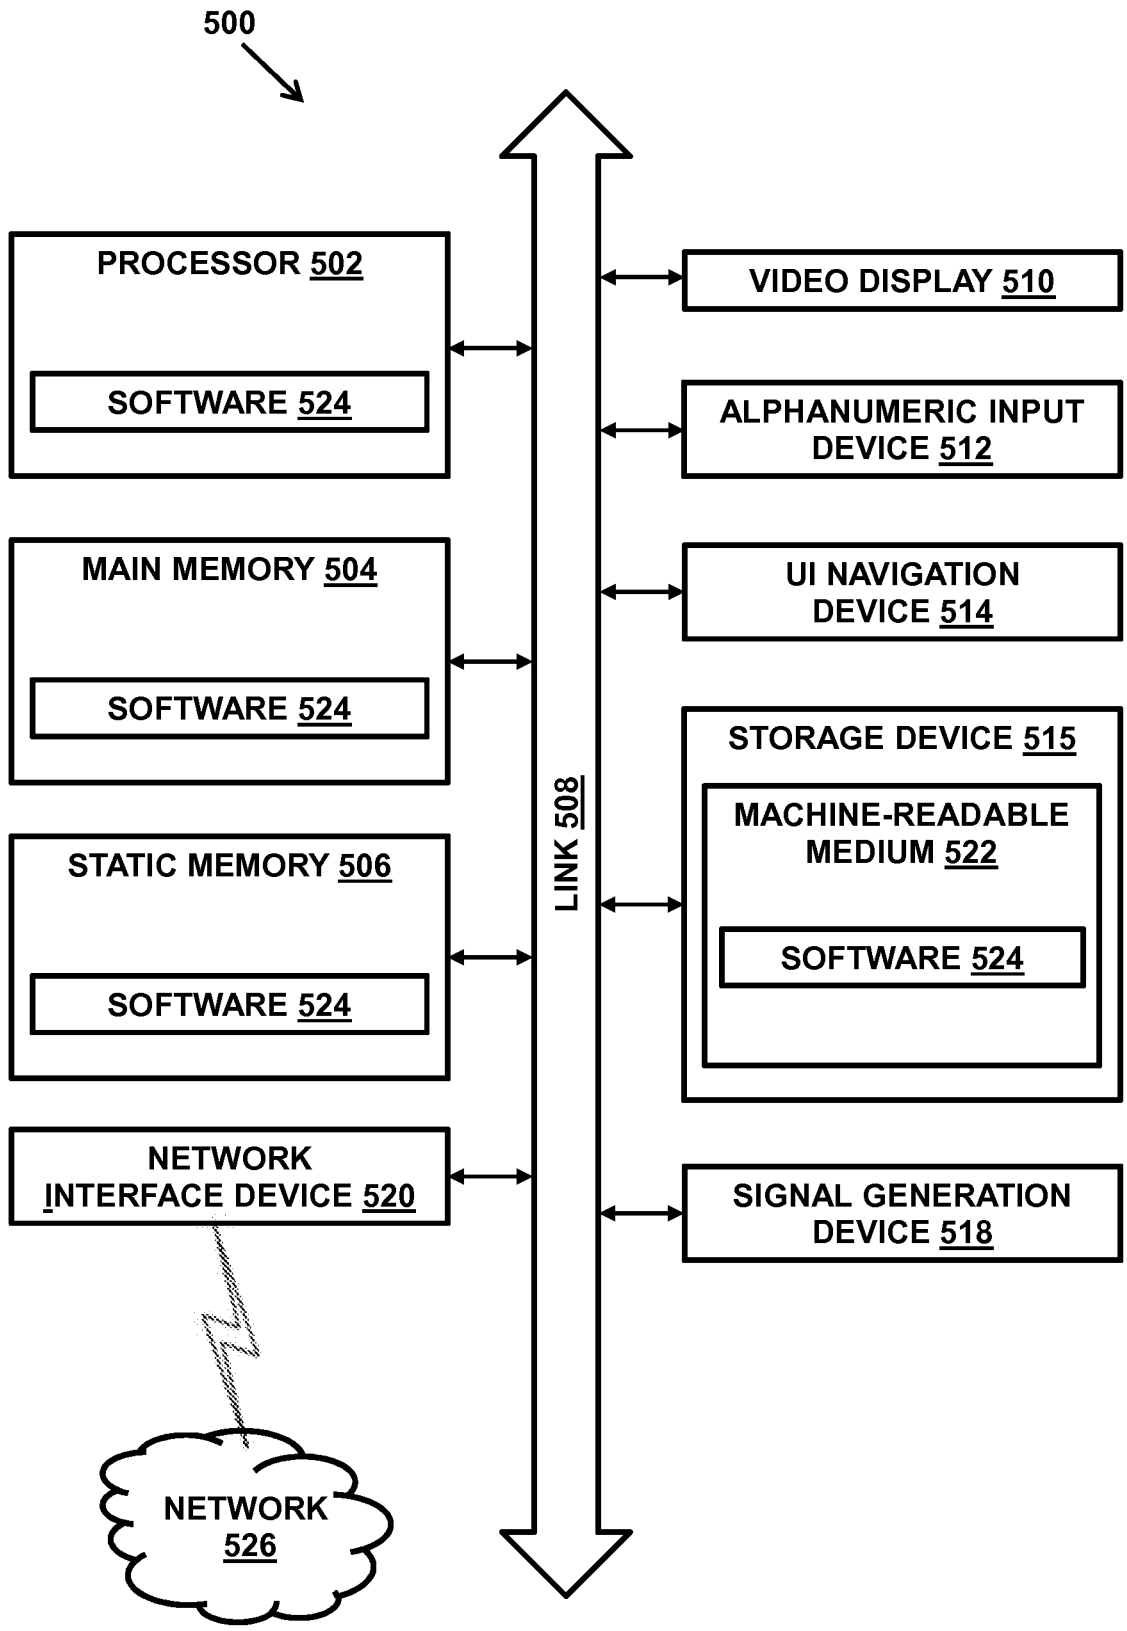 500
PROCESSOR 502
SOFTWARE 524
MAIN MEMORY 504
SOFTWARE 524
STATIC MEMORY 506
SOFTWARE 524
NETWORK
INTERFACE DEVICE 520
NETWORK
526
LINK 508
VIDEO DISPLAY 510
ALPHANUMERIC INPUT
DEVICE 512
UI NAVIGATION
DEVICE 514
STORAGE DEVICE 515
MACHINE-READABLE
MEDIUM 522
SOFTWARE 524
SIGNAL GENERATION
DEVICE 518